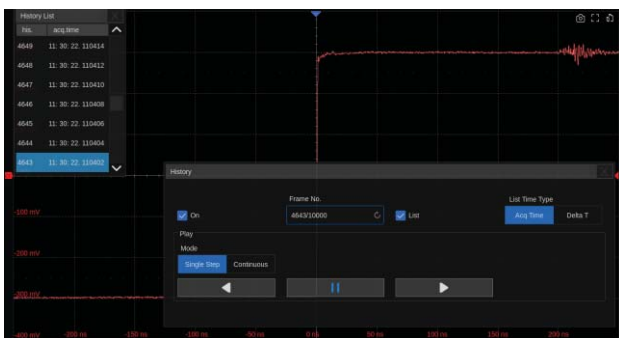 History List
his. acq.time
4649 11: 30: 22. 110414
4648 11: 30: 22. 110412
4647 11: 30: 22. 110410
4646 11: 30: 22. 110408
4645 11: 30: 22. 110406
4644 11: 30: 22. 110404
4643 11: 30: 22. 110402
History
Frame No. List Time Type
On 4643/10000 List Acq Time Delta T
Play
Mode
Single Step Continuous
-100 mV
-200 mV
-300 mV
-400 mV -200 ns -150 ns -100 ns -50 ns 0 ns 50 ns 100 ns 150 ns 200 ns